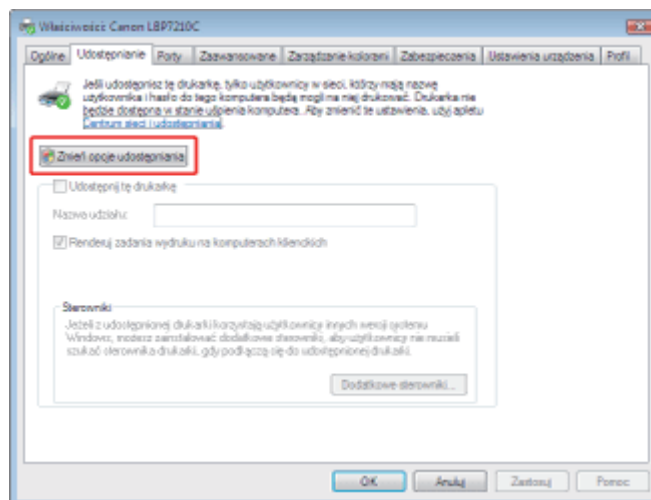 Właściwości: Canon LBP7210C
Ogólne Udostępnianie Porty Zaawansowane Zarządzanie kolorami Zabezpieczenia Ustawienia urządzenia Profil
Jeśli udostępnisz tę drukarkę, tylko użytkownicy w sieci, którzy mają nazwę
użytkownika i hasło do tego komputera będą mogli na niej drukować. Drukarka nie
będzie dostępna w stanie uśpienia komputera. Aby zmienić te ustawienia, użyj apletu
Centrum sieci i udostępniania.
Zmień opcje udostępniania
Udostępnij tę drukarkę
Nazwa udziału:
Renderuj zadania wydruku na komputerach klienckich
Sterowniki
Jeżeli z udostępnionej drukarki korzystają użytkownicy innych wersji systemu
Windows, możesz zainstalować dodatkowe sterowniki, aby użytkownicy nie musieli
szukać sterownika drukarki, gdy podłączą się do udostępnionej drukarki.
Dodatkowe sterowniki...
OK Anuluj Zastosuj Pomoc